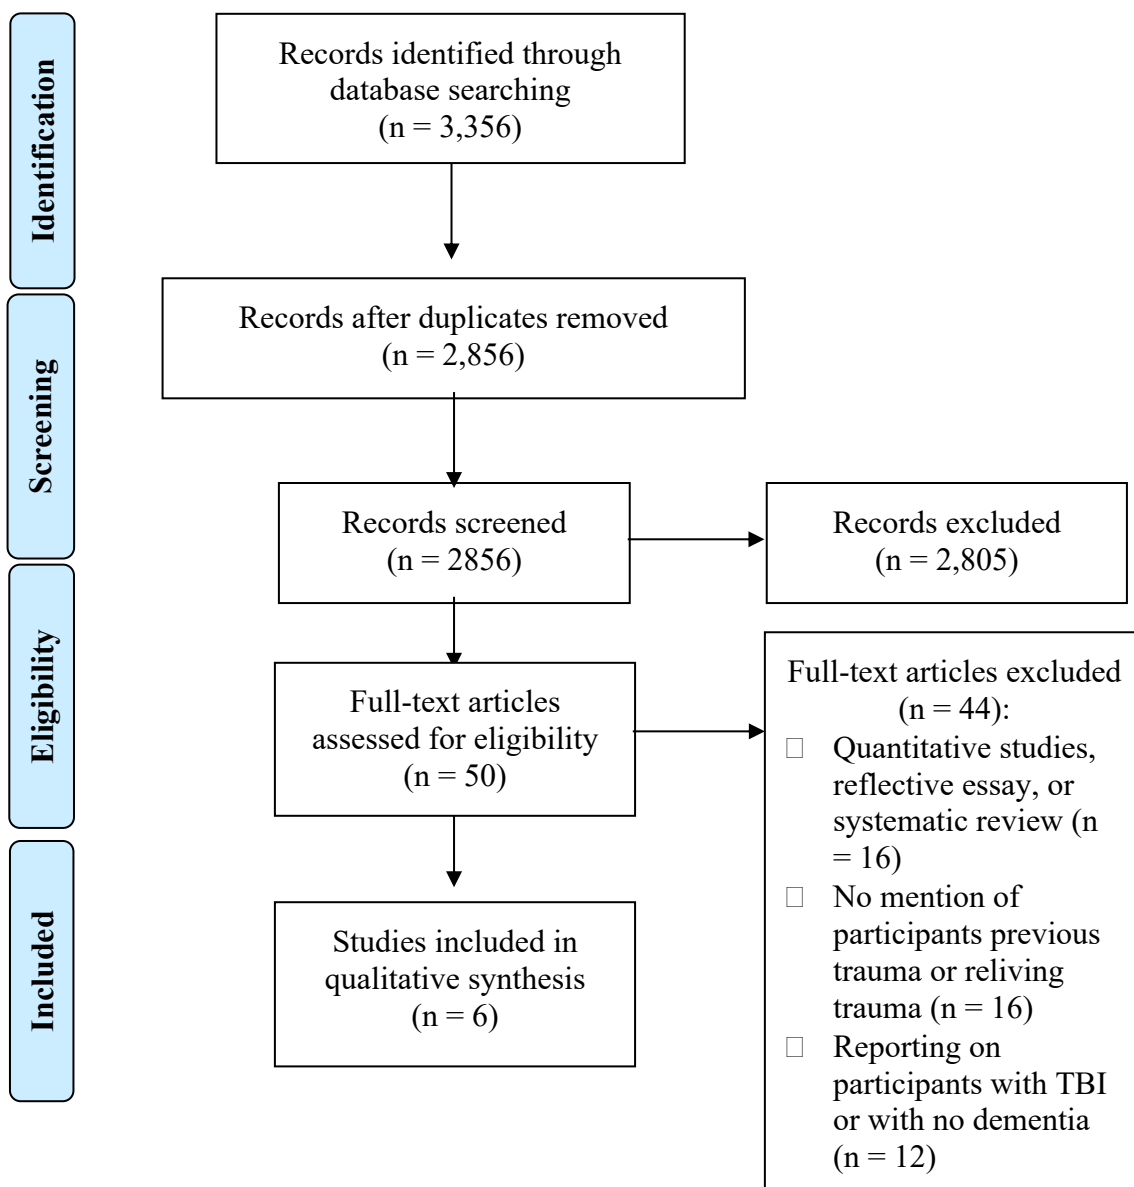 Identification
Records identified through
database searching
(n = 3,356)
Records after duplicates removed
(n = 2,856)
Screening
Records screened
(n = 2856)
Records excluded
(n = 2,805)
Eligibility
Full-text articles
assessed for eligibility
(n = 50)
Full-text articles excluded
(n = 44):
Quantitative studies,
reflective essay, or
systematic review (n
= 16)
No mention of
participants previous
trauma or reliving
trauma (n = 16)
Reporting on
participants with TBI
or with no dementia
(n = 12)
Included
Studies included in
qualitative synthesis
(n = 6)